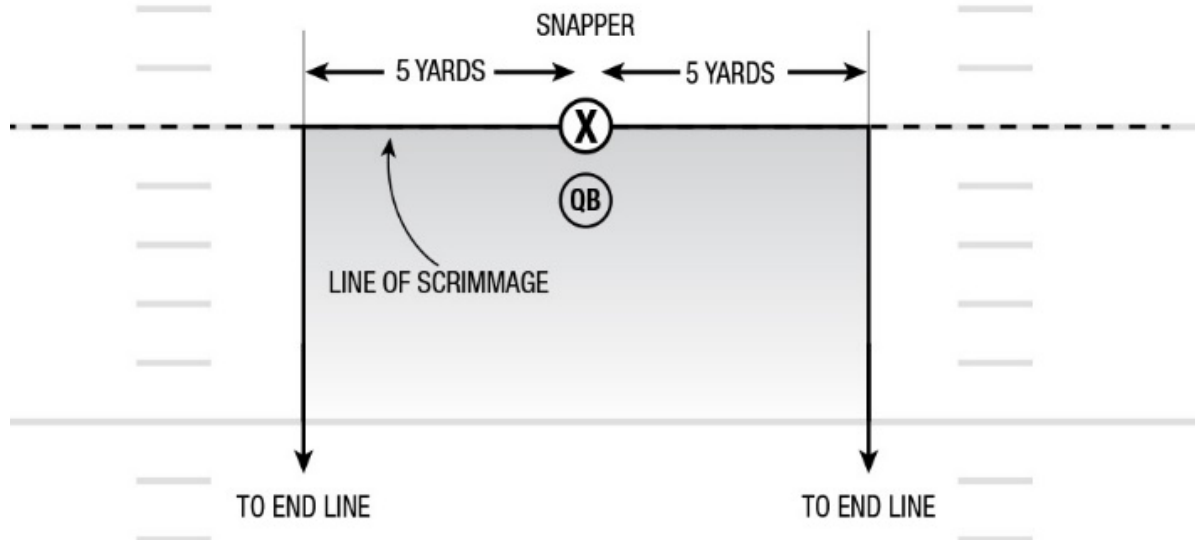 SNAPPER
5 YARDS 5 YARDS
X
QB
LINE OF SCRIMMAGE
TO END LINE TO END LINE